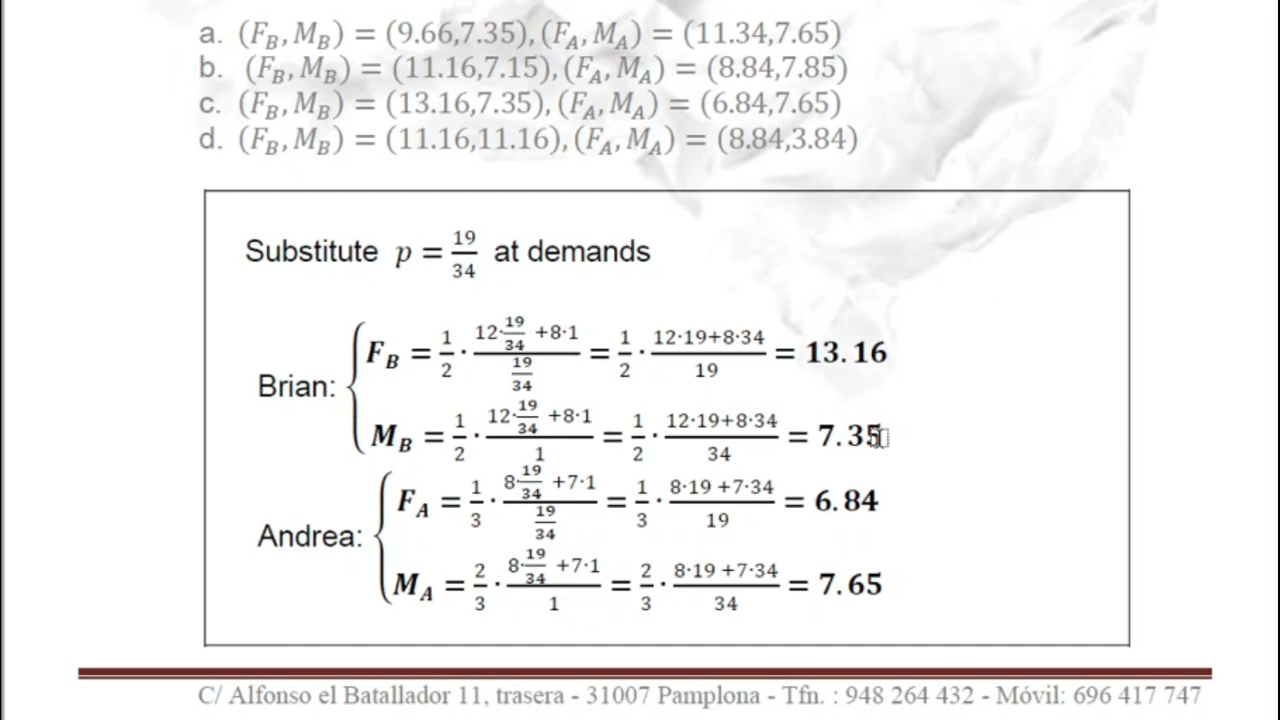 a. (F_B, M_B) = (9.66,7.35), (F_A, M_A) = (11.34,7.65)
b. (F_B, M_B) = (11.16,7.15), (F_A, M_A) = (8.84,7.85)
c. (F_B, M_B) = (13.16,7.35), (F_A, M_A) = (6.84,7.65)
d. (F_B, M_B) = (11.16,11.16), (F_A, M_A) = (8.84,3.84)
Substitute p = 19/34 at demands
Brian:
F_B = 1/2 · (12·19/34 +8·1)/(19/34) = 1/2 · (12·19+8·34)/19 = 13.16
M_B = 1/2 · (12·19/34 +8·1)/1 = 1/2 · (12·19+8·34)/34 = 7.35
Andrea:
F_A = 1/3 · (8·19/34 +7·1)/(19/34) = 1/3 · (8·19 +7·34)/19 = 6.84
M_A = 2/3 · (8·19/34 +7·1)/1 = 2/3 · (8·19 +7·34)/34 = 7.65
C/ Alfonso el Batallador 11, trasera - 31007 Pamplona - Tfn. : 948 264 432 - Móvil: 696 417 747